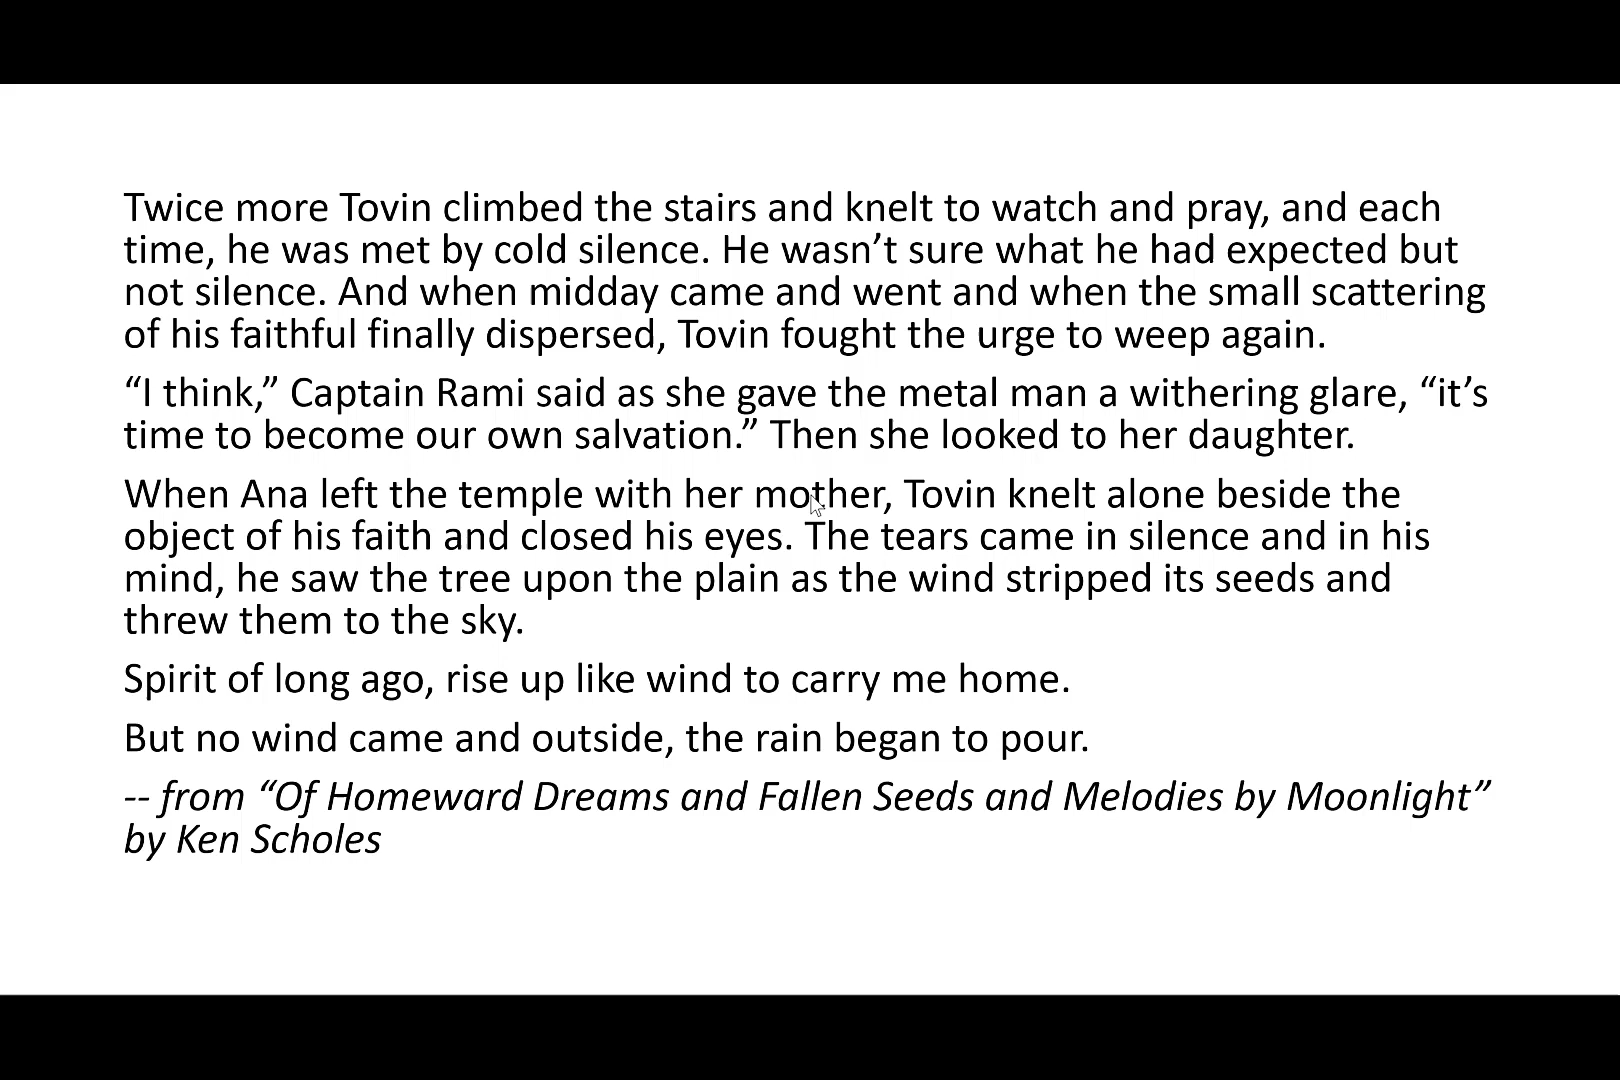 Twice more Tovin climbed the stairs and knelt to watch and pray, and each
time, he was met by cold silence. He wasn’t sure what he had expected but
not silence. And when midday came and went and when the small scattering
of his faithful finally dispersed, Tovin fought the urge to weep again.
“I think,” Captain Rami said as she gave the metal man a withering glare, “it’s
time to become our own salvation.” Then she looked to her daughter.
When Ana left the temple with her mother, Tovin knelt alone beside the
object of his faith and closed his eyes. The tears came in silence and in his
mind, he saw the tree upon the plain as the wind stripped its seeds and
threw them to the sky.
Spirit of long ago, rise up like wind to carry me home.
But no wind came and outside, the rain began to pour.
-- from “Of Homeward Dreams and Fallen Seeds and Melodies by Moonlight”
by Ken Scholes